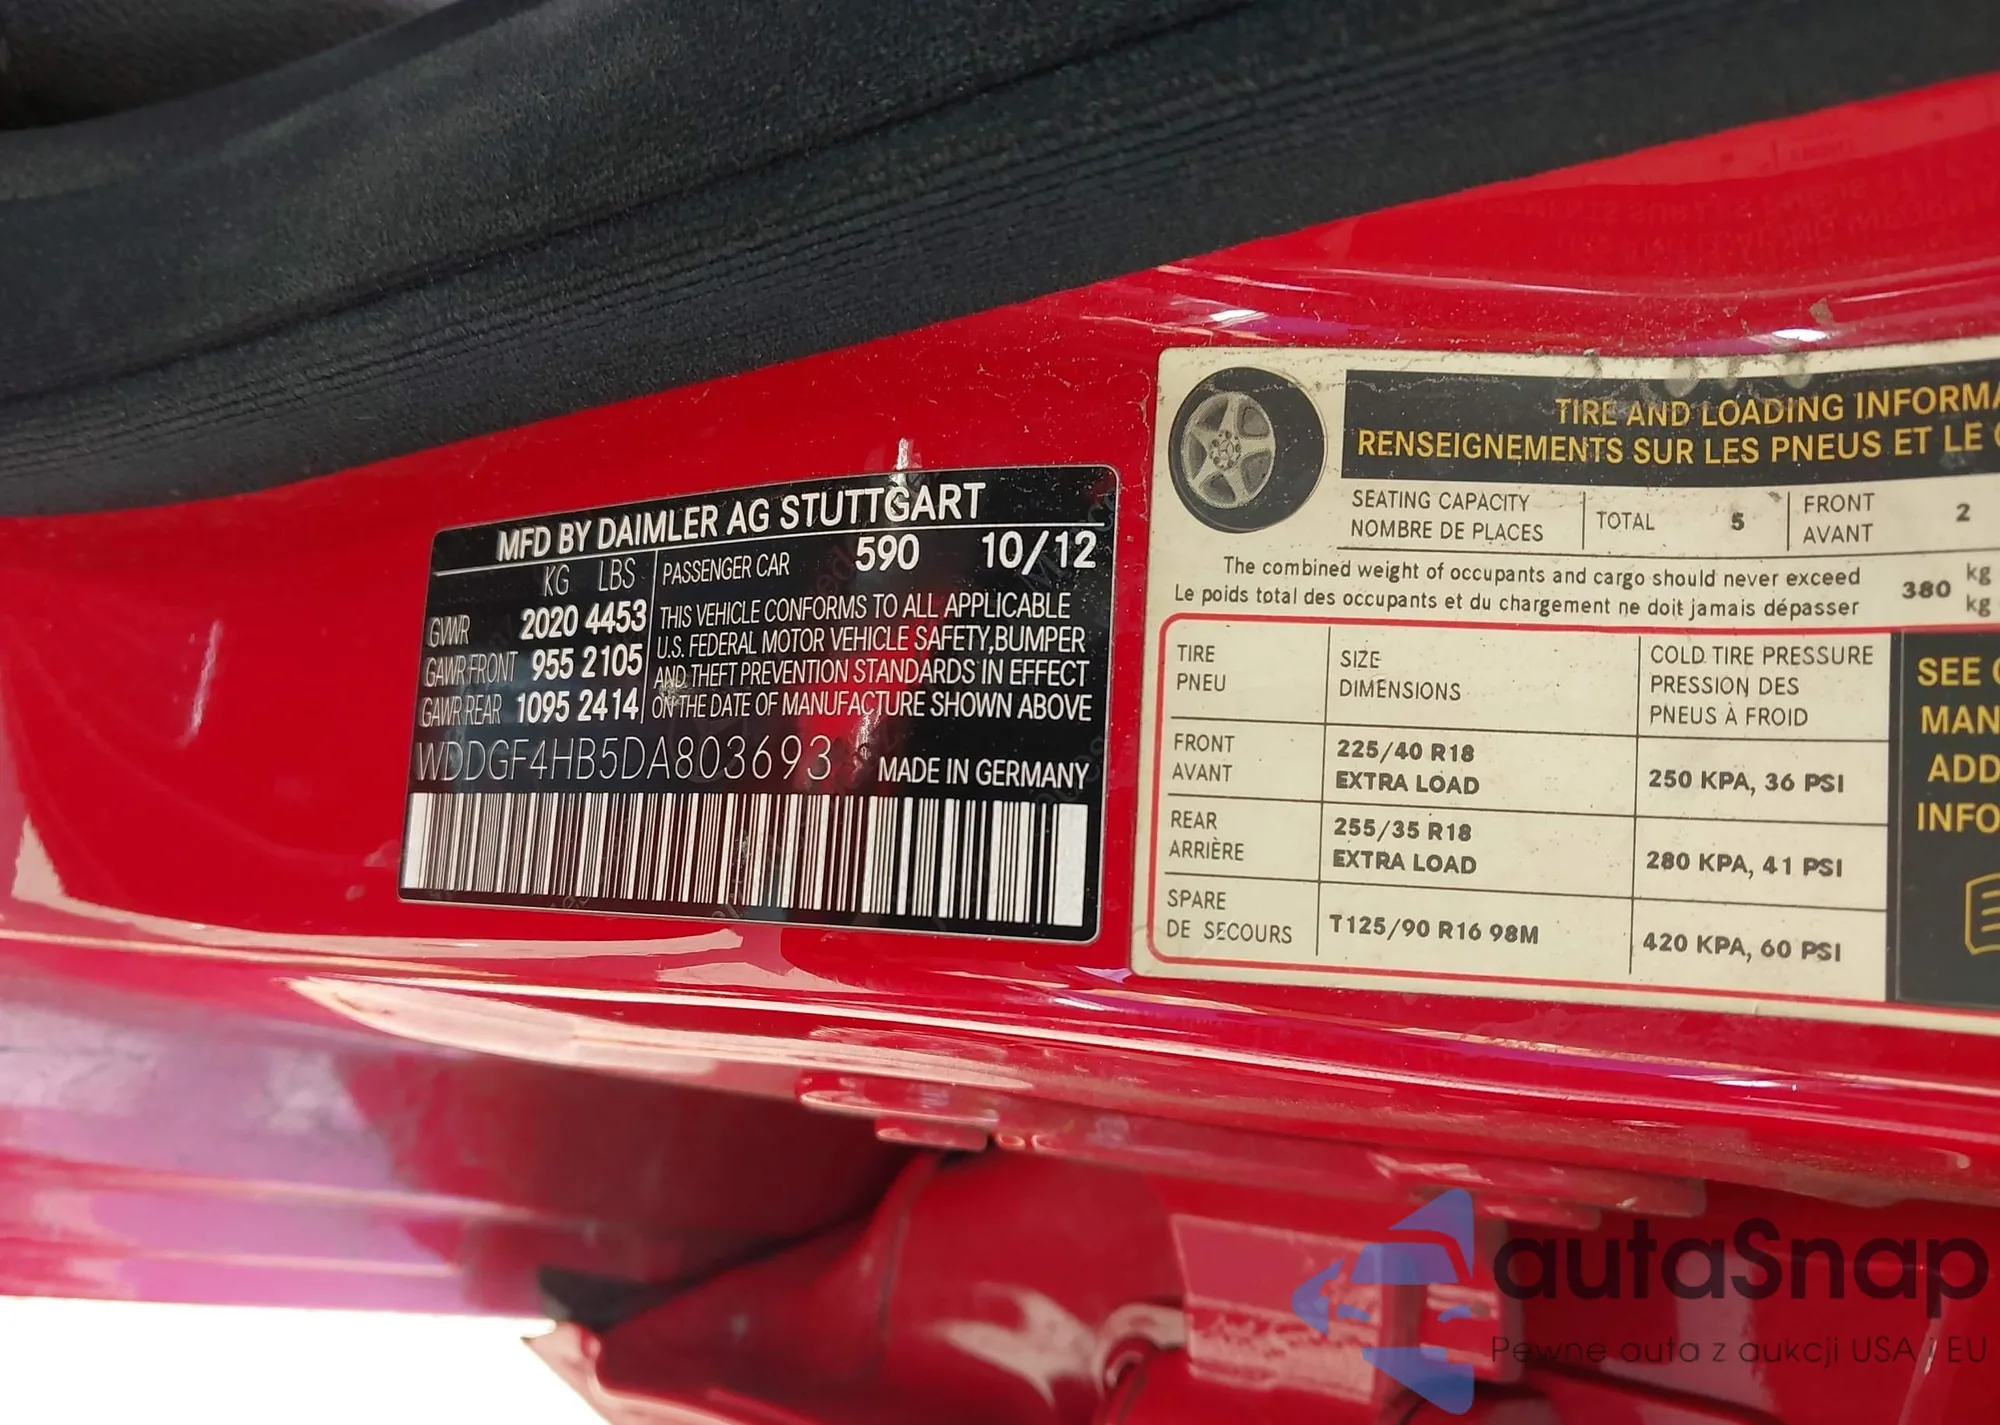 MFD BY DAIMLER AG STUTTGART
KG LBS PASSENGER CAR 590 10/12
GVWR 2020 4453
GAWR FRONT 955 2105
GAWR REAR 1095 2414
THIS VEHICLE CONFORMS TO ALL APPLICABLE
U.S. FEDERAL MOTOR VEHICLE SAFETY,BUMPER
AND THEFT PREVENTION STANDARDS IN EFFECT
ON THE DATE OF MANUFACTURE SHOWN ABOVE
WDDGF4HB5DA803693 MADE IN GERMANY
TIRE AND LOADING
RENSEIGNEMENTS SUR LES PNEUS ET LE
SEATING CAPACITY
NOMBRE DE PLACES
TOTAL 5
FRONT
AVANT
2
The combined weight of occupants and cargo should never exceed
Le poids total des occupants et du chargement ne doit jamais dépasser
380 kg
kg
TIRE
PNEU
SIZE
DIMENSIONS
COLD TIRE PRESSURE
PRESSION DES
PNEUS À FROID
FRONT
AVANT
225/40 R18
EXTRA LOAD
250 KPA, 36 PSI
REAR
ARRIÈRE
255/35 R18
EXTRA LOAD
280 KPA, 41 PSI
SPARE
DE SECOURS
T125/90 R16 98M
420 KPA, 60 PSI
SEE
autaSnap
Pewne auta z aukcji USA i EU